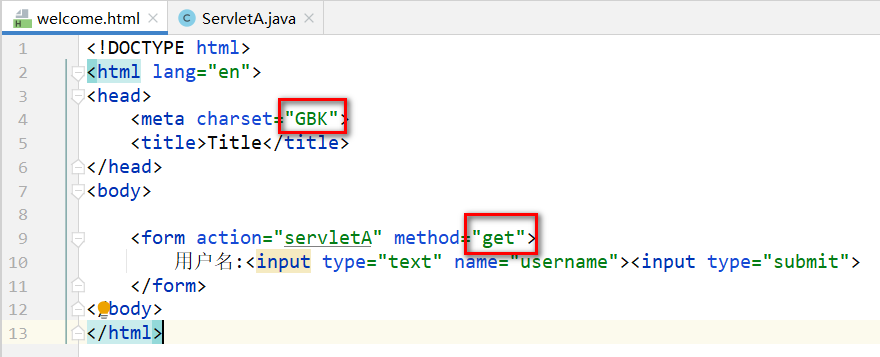 welcome.html ServletA.java
1 <!DOCTYPE html>
2 <html lang="en">
3 <head>
4 <meta charset="GBK">
5 <title>Title</title>
6 </head>
7 <body>
8
9 <form action="servletA" method="get">
10 用户名:<input type="text" name="username"><input type="submit">
11 </form>
12 </body>
13 </html>